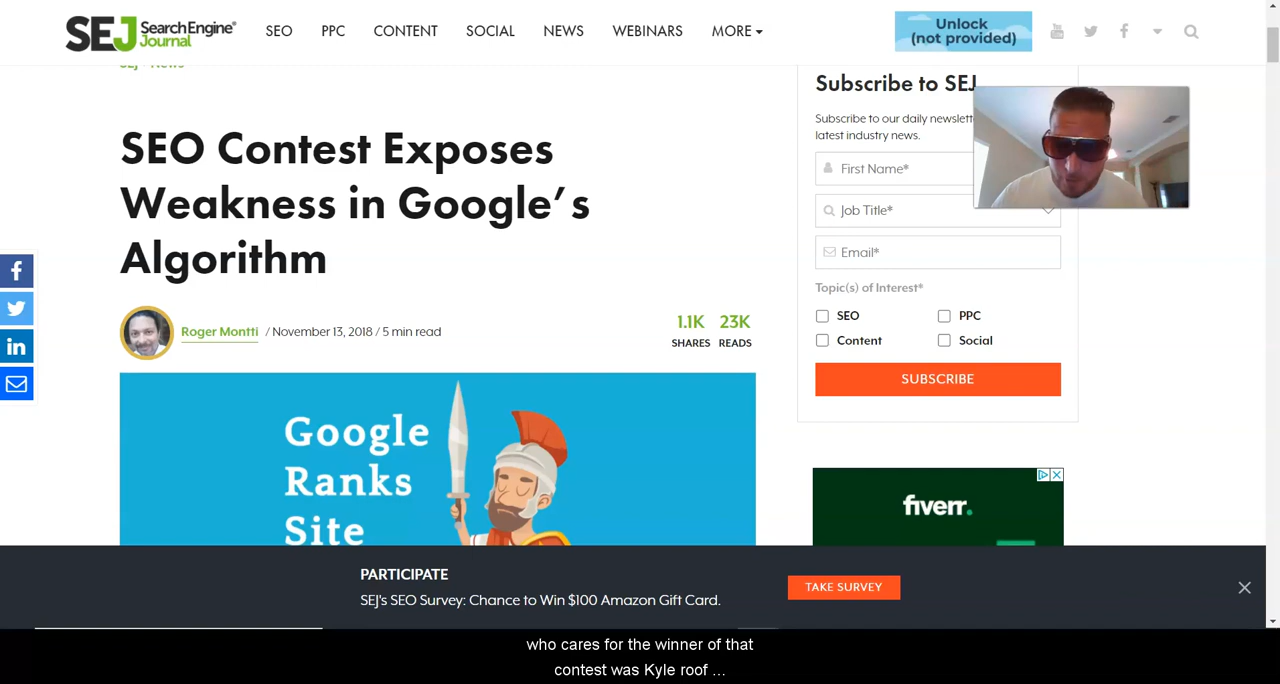 SEJ Search Engine Journal
SEO PPC CONTENT SOCIAL NEWS WEBINARS MORE
Unlock
(not provided)
SEJ News
SEO Contest Exposes
Weakness in Google's
Algorithm
Roger Montti / November 13, 2018 / 5 min read
1.1K 23K
SHARES READS
Google
Ranks
Site
Subscribe to SEJ
Subscribe to our daily newslett
latest industry news.
First Name*
Job Title*
Email*
Topic(s) of Interest*
SEO PPC
Content Social
SUBSCRIBE
fiverr.
PARTICIPATE
SEJ's SEO Survey: Chance to Win $100 Amazon Gift Card.
TAKE SURVEY
who cares for the winner of that
contest was Kyle roof ...